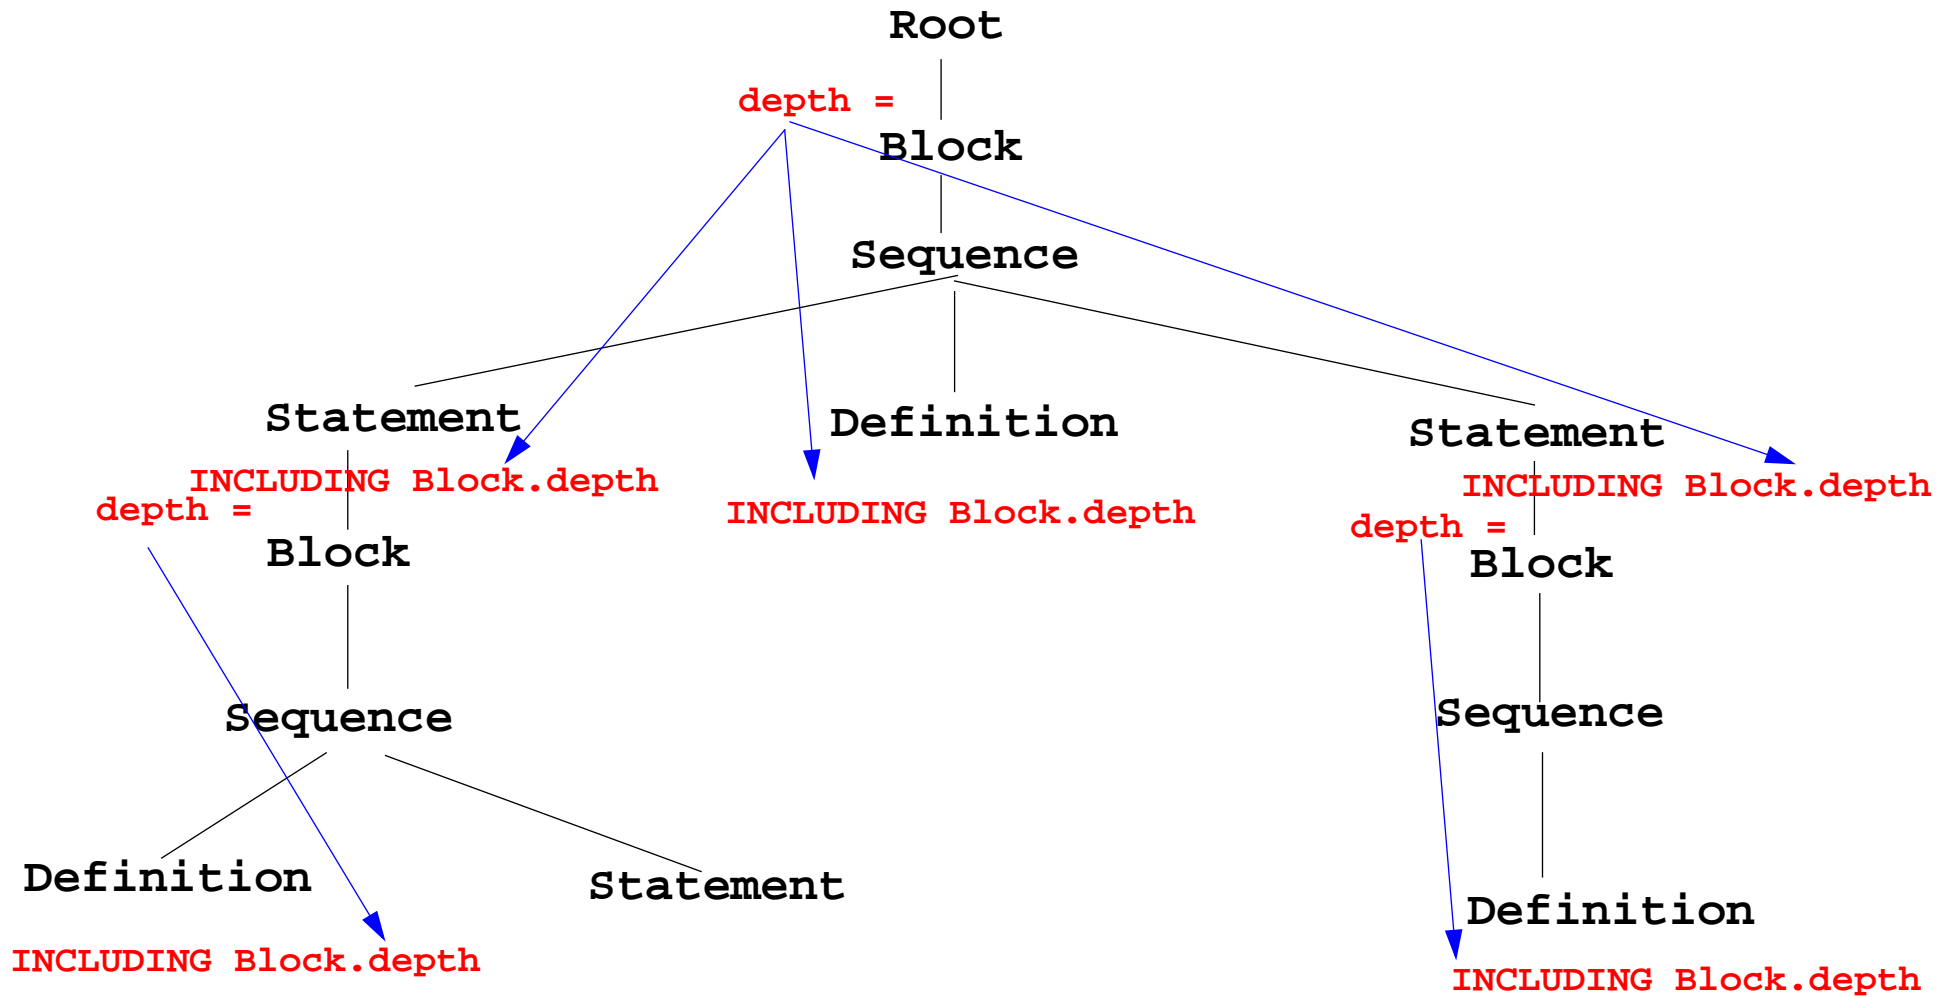 Root
depth =
Block
Sequence
Statement
Definition
Statement
INCLUDING Block.depth
INCLUDING Block.depth
depth =
INCLUDING Block.depth
depth =
Block
Block
Sequence
Sequence
Definition
Statement
Definition
INCLUDING Block.depth
INCLUDING Block.depth